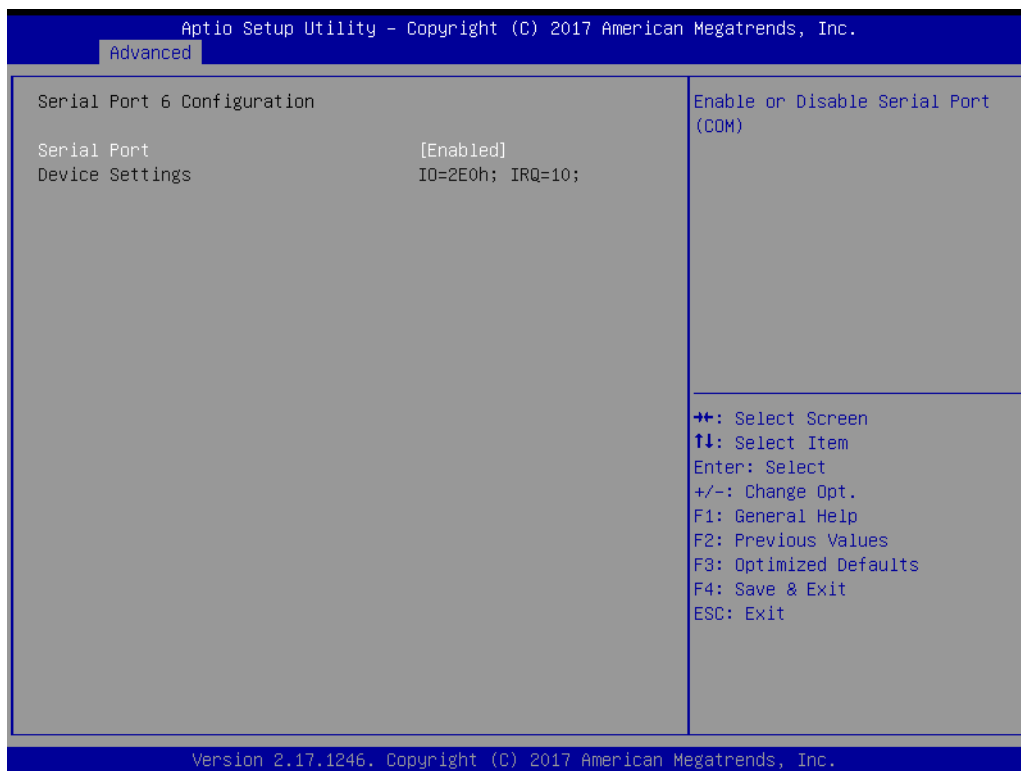 Aptio Setup Utility – Copyright (C) 2017 American Megatrends, Inc.
Advanced
Serial Port 6 Configuration
Serial Port [Enabled]
Device Settings IO=2E0h; IRQ=10;
Enable or Disable Serial Port
(COM)
→←: Select Screen
↑↓: Select Item
Enter: Select
+/-: Change Opt.
F1: General Help
F2: Previous Values
F3: Optimized Defaults
F4: Save & Exit
ESC: Exit
Version 2.17.1246. Copyright (C) 2017 American Megatrends, Inc.